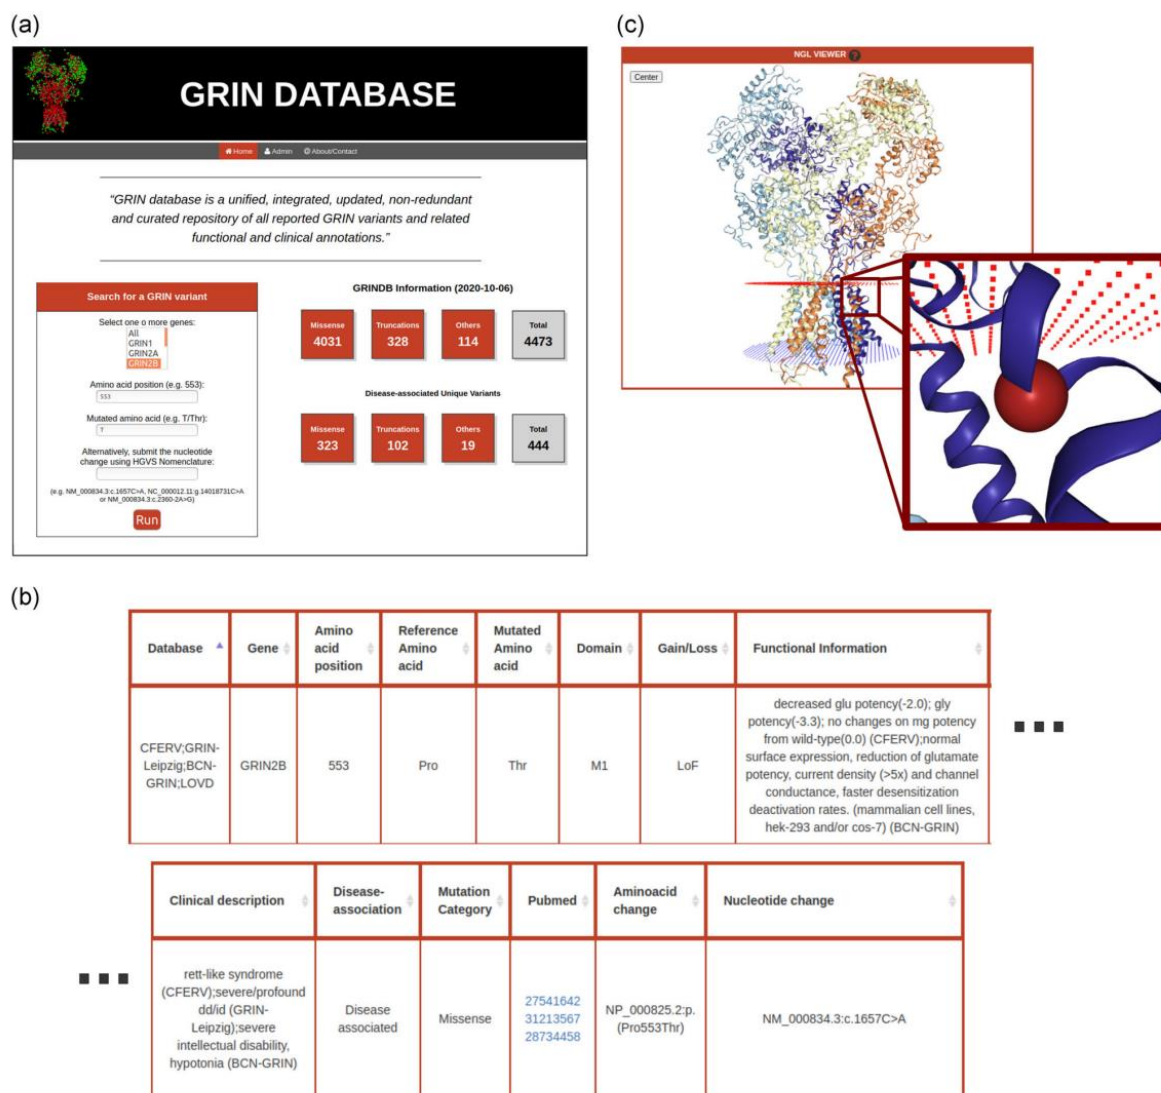 (a)
GRIN DATABASE
Home
Admin
About/Contact
“GRIN database is a unified, integrated, updated, non-redundant
and curated repository of all reported GRIN variants and related
functional and clinical annotations.”
Search for a GRIN variant
Select one o more genes:
All
GRIN1
GRIN2A
GRIN2B
Amino acid position (e.g. 553):
553
Mutated amino acid (e.g. T/Thr):
T
Alternatively, submit the nucleotide
change using HGVS Nomenclature:
(e.g. NM_000834.3:c.1657C>A, NC_000012.11:g.14018731C>A
or NM_000834.3:c.2360-2A>G)
Run
GRINDB Information (2020-10-06)
Missense
4031
Truncations
328
Others
114
Total
4473
Disease-associated Unique Variants
Missense
323
Truncations
102
Others
19
Total
444
(c)
NGL VIEWER ?
Center
(b)
Database
Gene
Amino
acid
position
Reference
Amino
acid
Mutated
Amino
acid
Domain
Gain/Loss
Functional Information
CFERV;GRIN-
Leipzig;BCN-
GRIN;LOVD
GRIN2B
553
Pro
Thr
M1
LoF
decreased glu potency(-2.0); gly
potency(-3.3); no changes on mg potency
from wild-type(0.0) (CFERV);normal
surface expression, reduction of glutamate
potency, current density (>5x) and channel
conductance, faster desensitization
deactivation rates. (mammalian cell lines,
hek-293 and/or cos-7) (BCN-GRIN)
Clinical description
Disease-
association
Mutation
Category
Pubmed
Aminoacid
change
Nucleotide change
rett-like syndrome
(CFERV);severe/profound
dd/id (GRIN-
Leipzig);severe
intellectual disability,
hypotonia (BCN-GRIN)
Disease
associated
Missense
27541642
31213567
28734458
NP_000825.2:p.
(Pro553Thr)
NM_000834.3:c.1657C>A